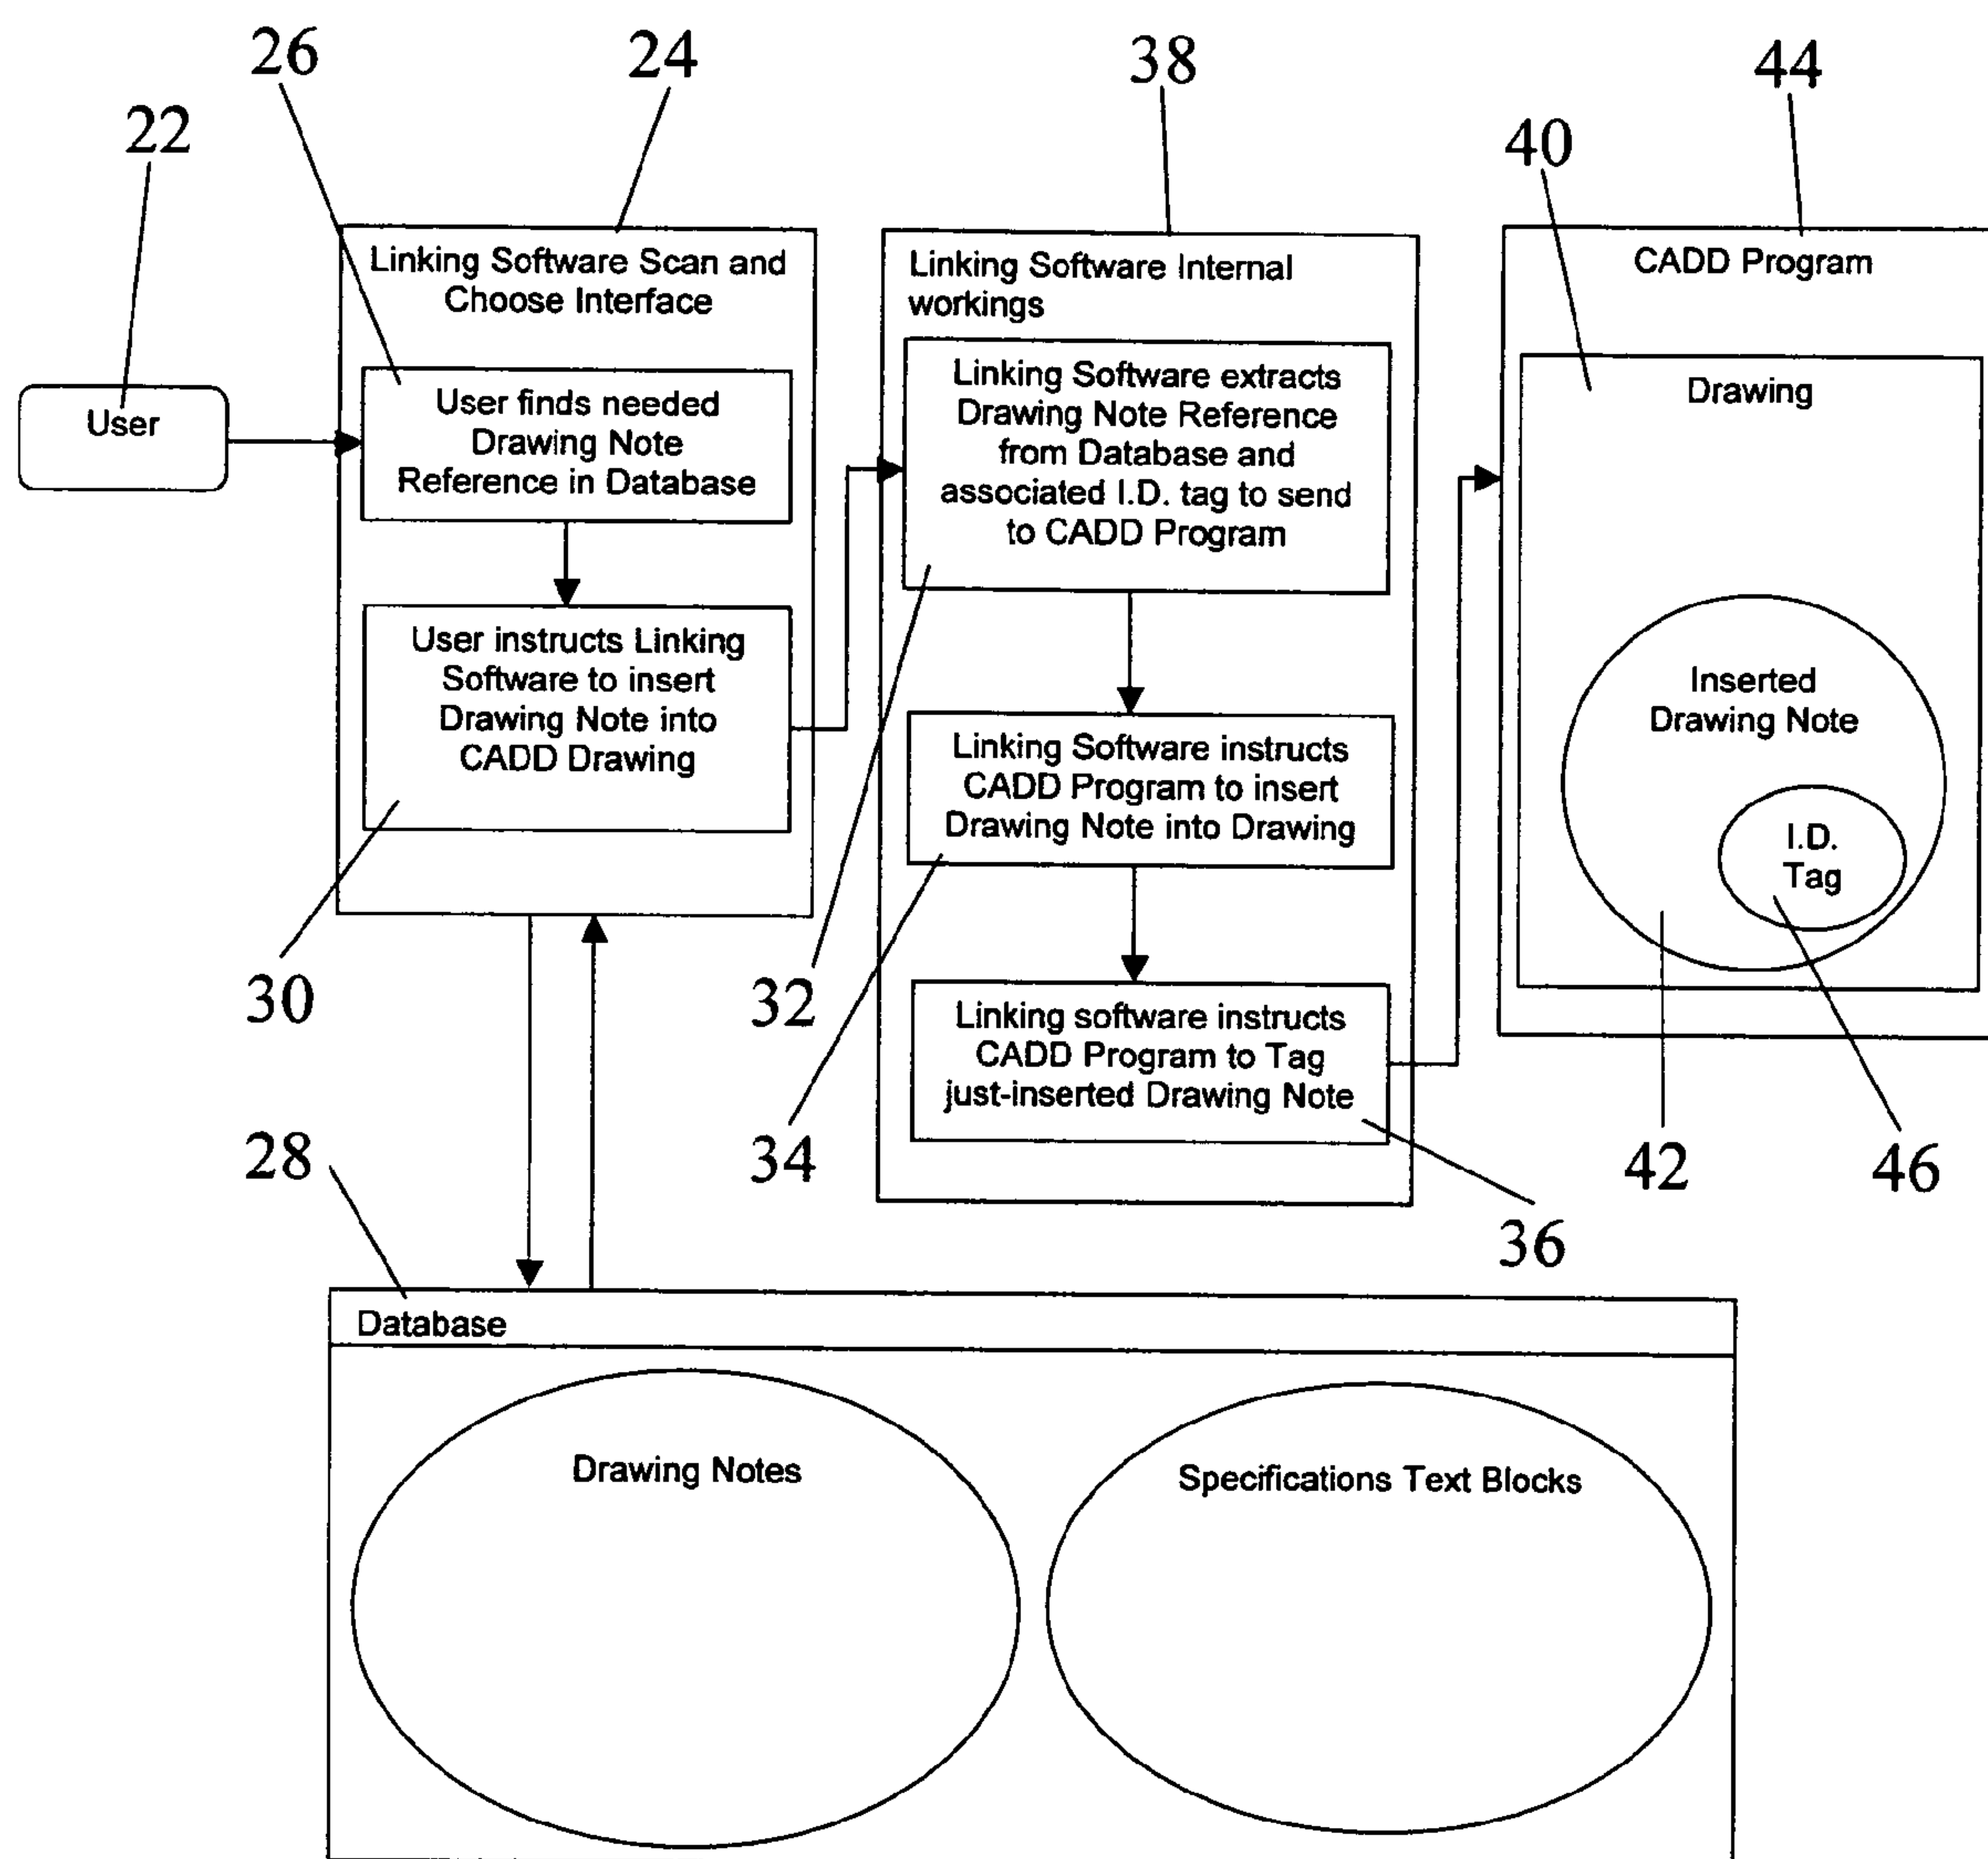 26
24
38
44
22
40
User
Linking Software Scan and
Choose Interface
User finds needed
Drawing Note
Reference in Database
User instructs Linking
Software to insert
Drawing Note into
CADD Drawing
30
Linking Software Internal
workings
Linking Software extracts
Drawing Note Reference
from Database and
associated I.D. tag to send
to CADD Program
32
Linking Software instructs
CADD Program to insert
Drawing Note into Drawing
34
Linking software instructs
CADD Program to Tag
just-inserted Drawing Note
36
CADD Program
Drawing
Inserted
Drawing Note
I.D.
Tag
42
46
28
Database
Drawing Notes
Specifications Text Blocks